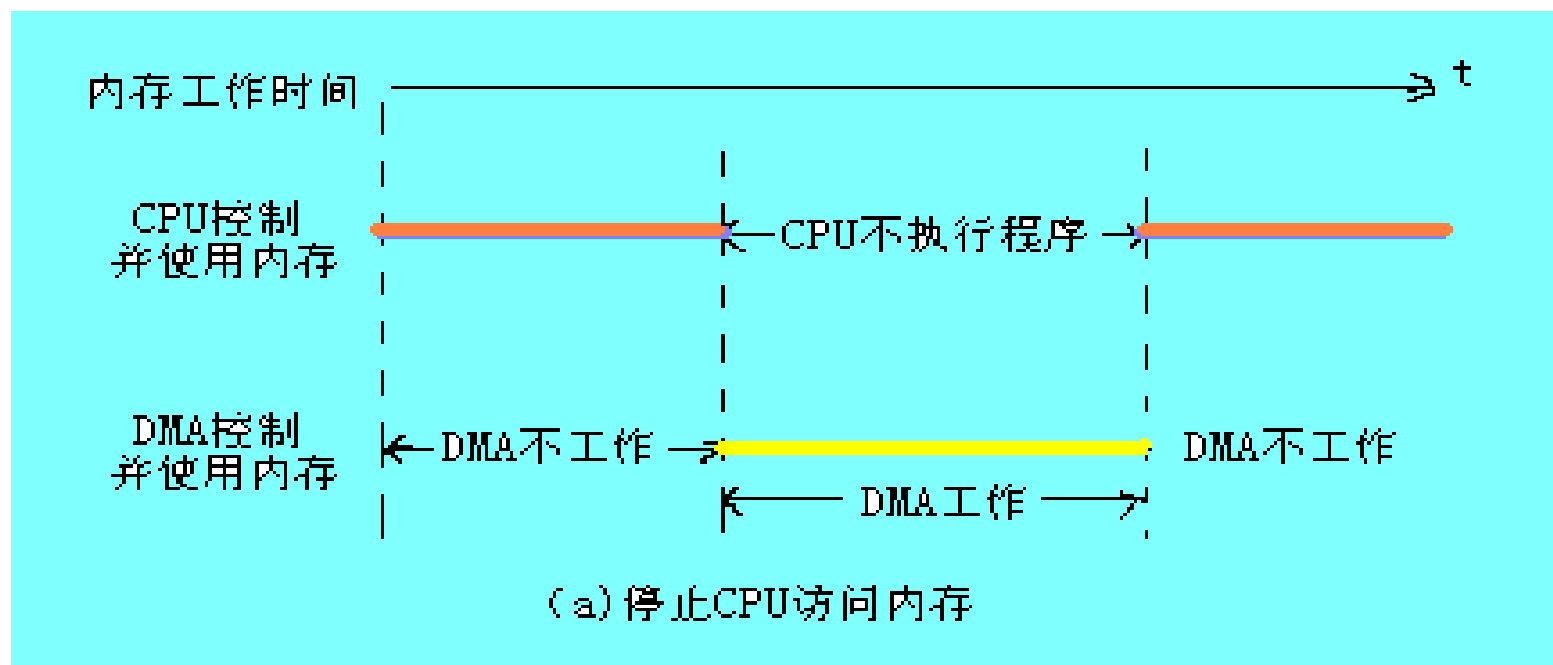 内存工作时间
t
CPU控制
并使用内存
CPU不执行程序
DMA控制
并使用内存
DMA不工作
DMA不工作
DMA工作
(a)停止CPU访问内存